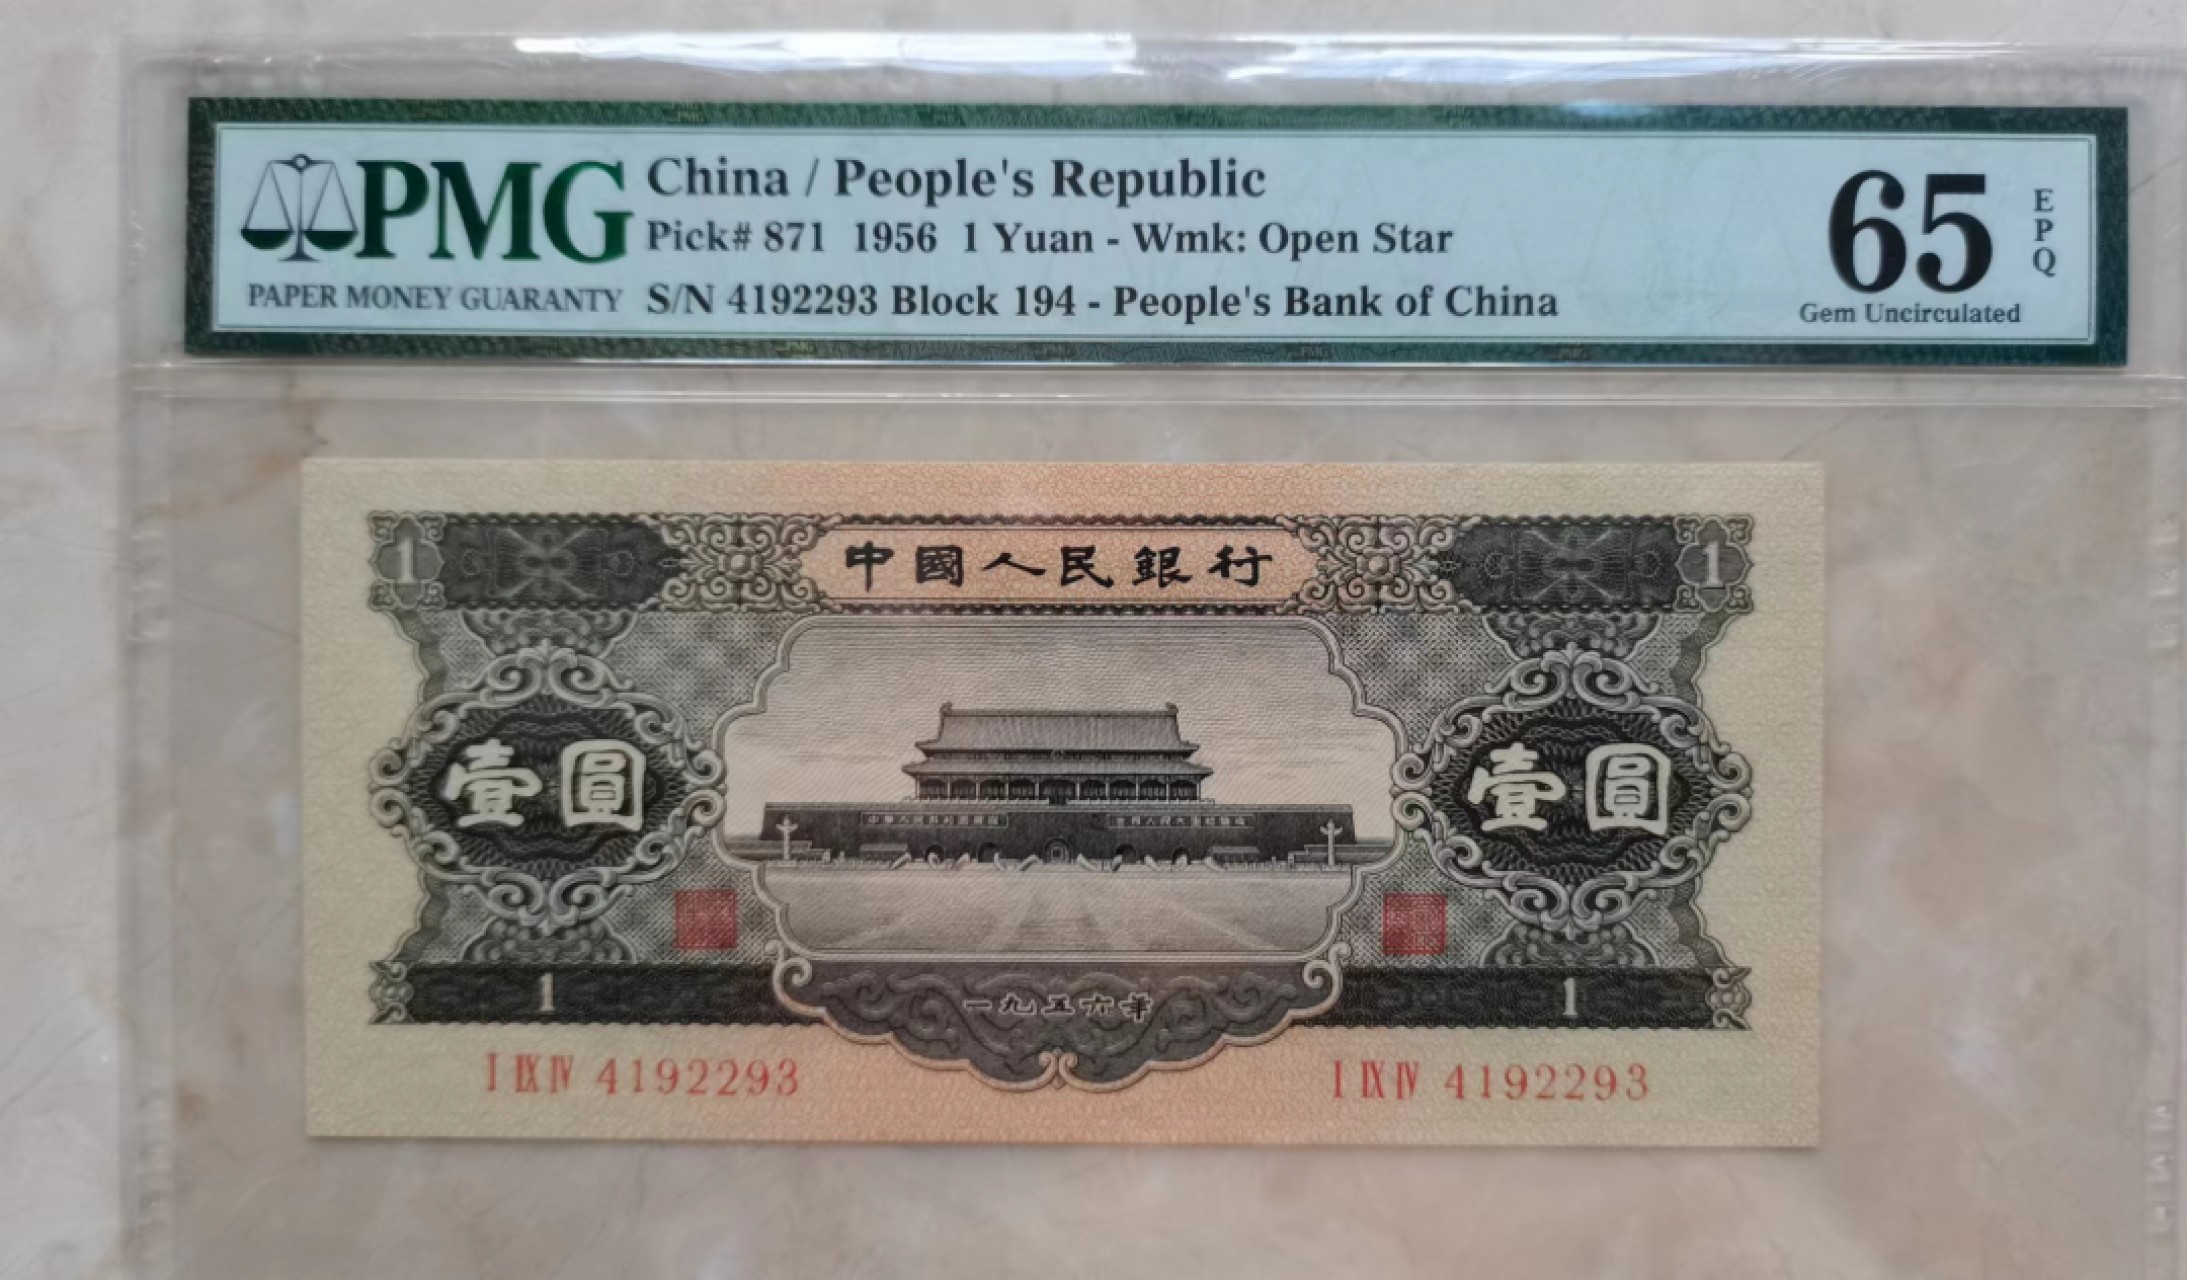 PMG
PAPER MONEY GUARANTY
China / People's Republic
Pick# 871 1956 1 Yuan - Wmk: Open Star
S/N 4192293 Block 194 - People's Bank of China
65
EPQ
Gem Uncirculated
1 中國人民銀行 1
壹圓 壹圓
1 1
一九五六年
I IX IV 4192293 I IX IV 4192293